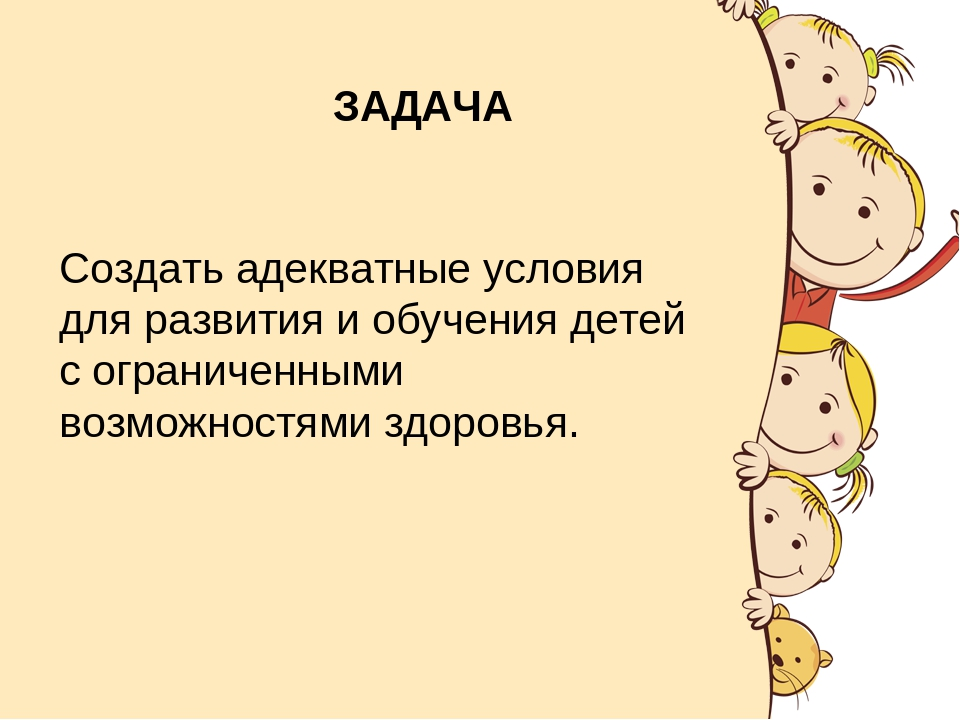 ЗАДАЧА
Создать адекватные условия
для развития и обучения детей
с ограниченными
возможностями здоровья.